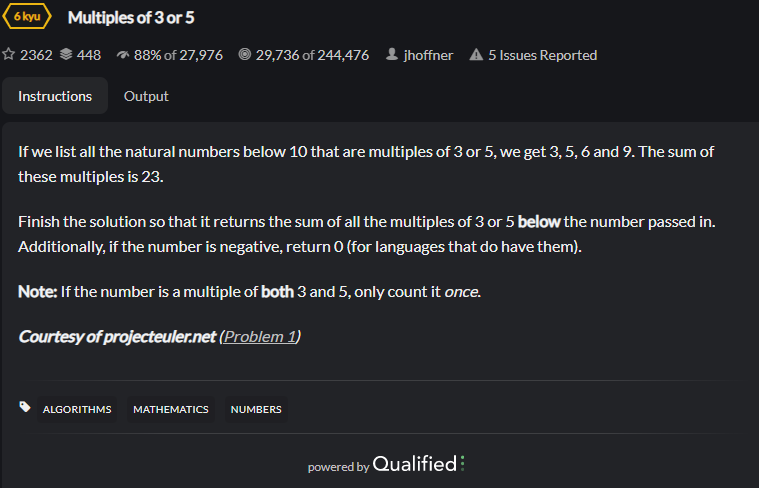 6 kyu Multiples of 3 or 5
2362 448 88% of 27,976 29,736 of 244,476 jhoffner 5 Issues Reported
Instructions Output
If we list all the natural numbers below 10 that are multiples of 3 or 5, we get 3, 5, 6 and 9. The sum of
these multiples is 23.
Finish the solution so that it returns the sum of all the multiples of 3 or 5 below the number passed in.
Additionally, if the number is negative, return 0 (for languages that do have them).
Note: If the number is a multiple of both 3 and 5, only count it once.
Courtesy of projecteuler.net (Problem 1)
ALGORITHMS MATHEMATICS NUMBERS
powered by Qualified